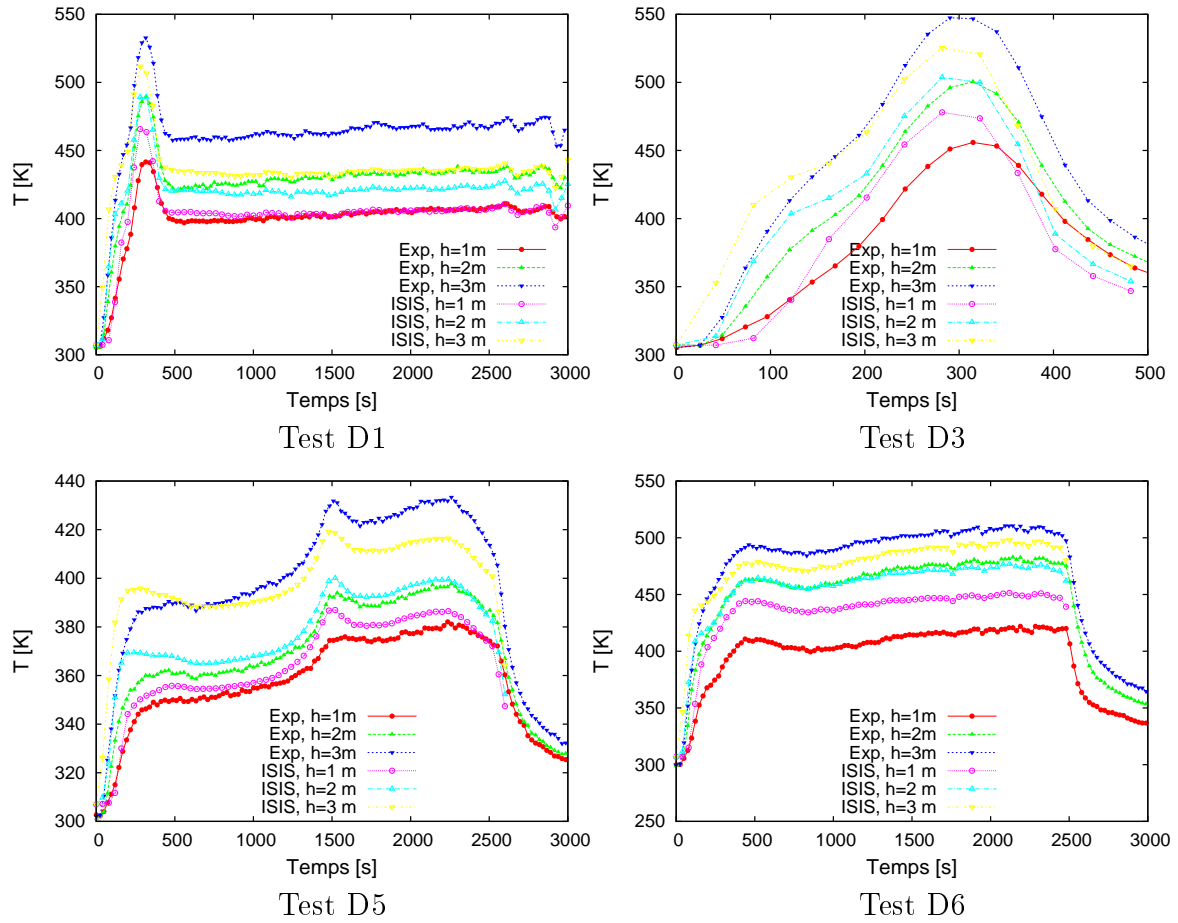 550
500
450
400
350
300
T [K]
0 500 1000 1500 2000 2500 3000
Temps [s]
Exp, h=1m
Exp, h=2m
Exp, h=3m
ISIS, h=1 m
ISIS, h=2 m
ISIS, h=3 m
Test D1
550
500
450
400
350
300
T [K]
0 100 200 300 400 500
Temps [s]
Exp, h=1m
Exp, h=2m
Exp, h=3m
ISIS, h=1 m
ISIS, h=2 m
ISIS, h=3 m
Test D3
440
420
400
380
360
340
320
300
T [K]
0 500 1000 1500 2000 2500 3000
Temps [s]
Exp, h=1m
Exp, h=2m
Exp, h=3m
ISIS, h=1 m
ISIS, h=2 m
ISIS, h=3 m
Test D5
550
500
450
400
350
300
250
T [K]
0 500 1000 1500 2000 2500 3000
Temps [s]
Exp, h=1m
Exp, h=2m
Exp, h=3m
ISIS, h=1 m
ISIS, h=2 m
ISIS, h=3 m
Test D6